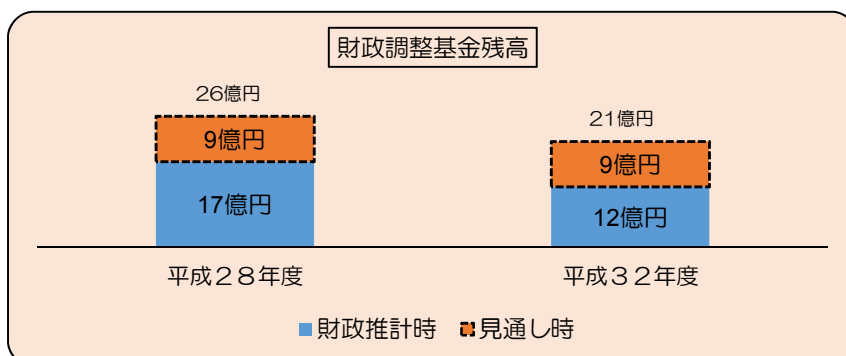 財政調整基金残高
26億円
9億円
17億円
21億円
9億円
12億円
平成２８年度
平成３２年度
財政推計時 見通し時